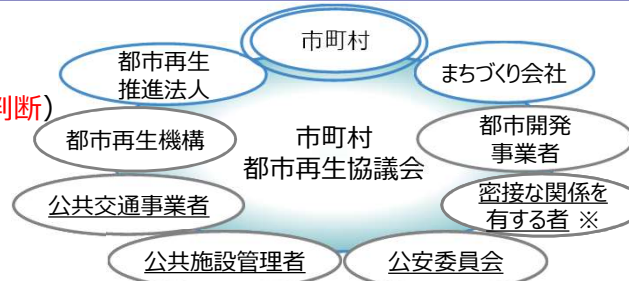 市町村
都市再生
推進法人
まちづくり会社
判断)
都市再生機構
市町村
都市再生協議会
都市開発
事業者
公共交通事業者
密接な関係を
有する者 ※
公共施設管理者
公安委員会